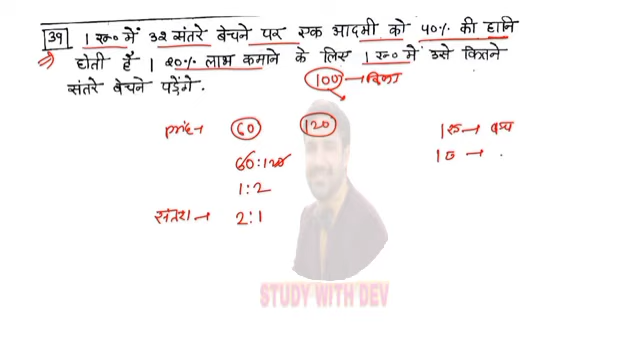 39 1 रू० में 32 संतरे बेचने पर एक आदमी को 40% की हानि
होती हैं । 20% लाभ कमाने के लिए 1 रू० में उसे कितने
संतरे बेचने पड़ेंगे.
100 →
price → 60 120
60:120
1:2
संतरा → 2:1
1रू →
1
STUDY WITH DEV